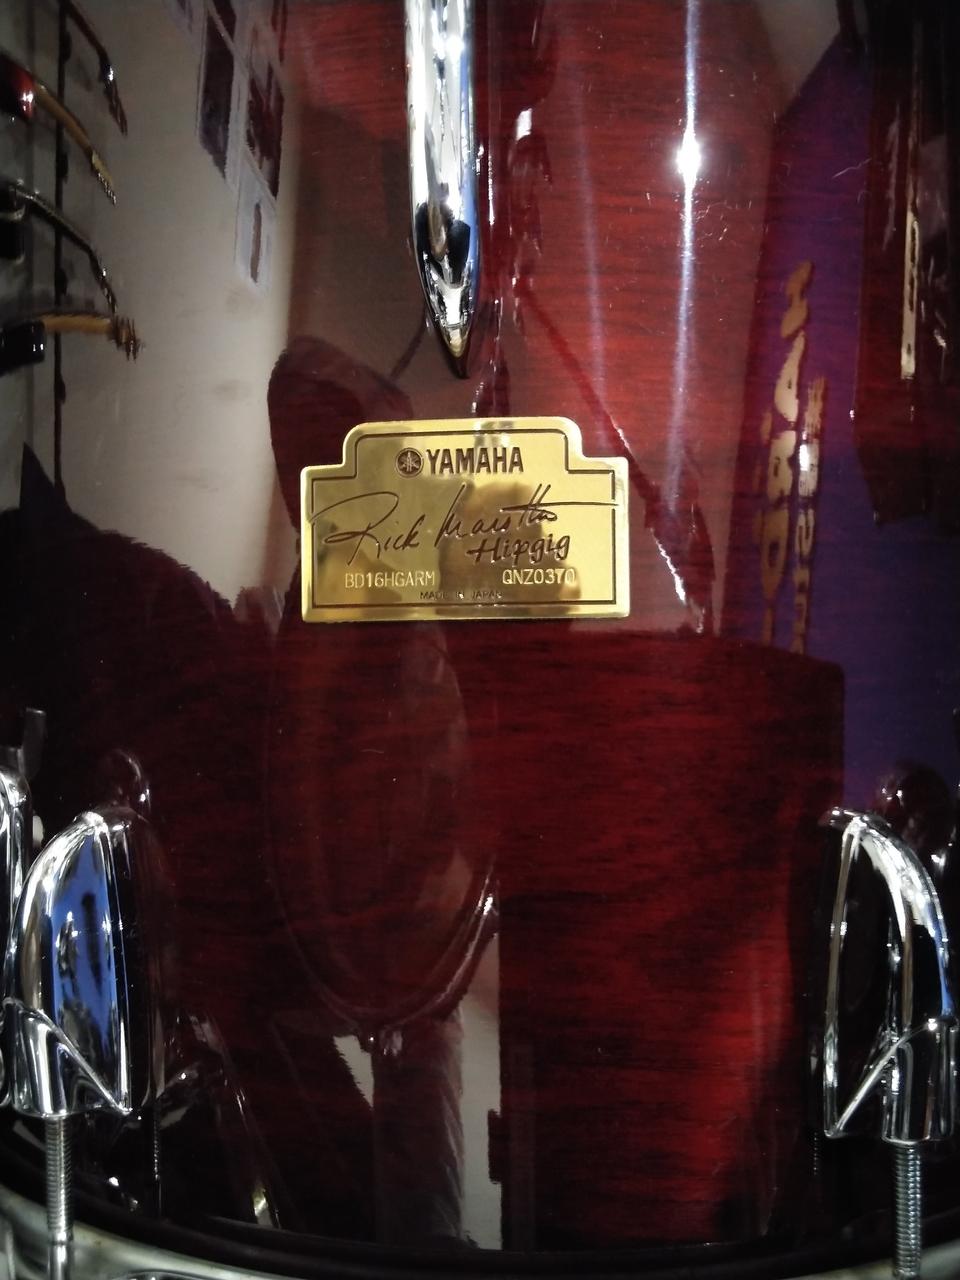 YAMAHA
Rick Marotta
Hipgig
BD16HGARM QNZ03TO
MADE IN JAPAN